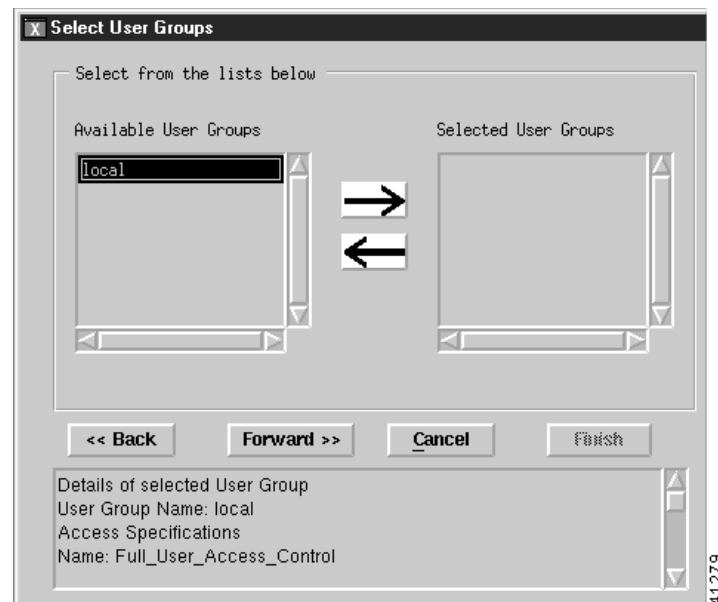 X Select User Groups
Select from the lists below
Available User Groups
Selected User Groups
local
<< Back
Forward >>
Cancel
Finish
Details of selected User Group
User Group Name: local
Access Specifications
Name: Full_User_Access_Control
41279